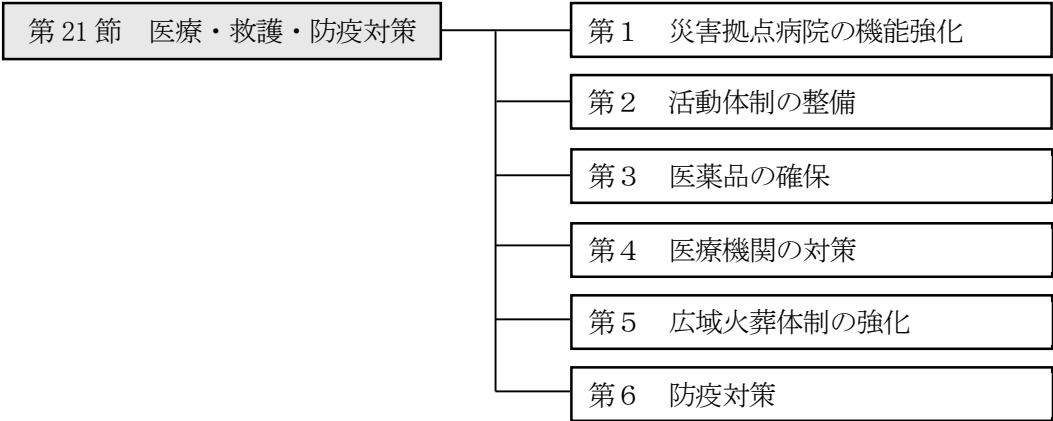 第 21 節　医療・救護・防疫対策
第１　災害拠点病院の機能強化
第２　活動体制の整備
第３　医薬品の確保
第４　医療機関の対策
第５　広域火葬体制の強化
第６　防疫対策